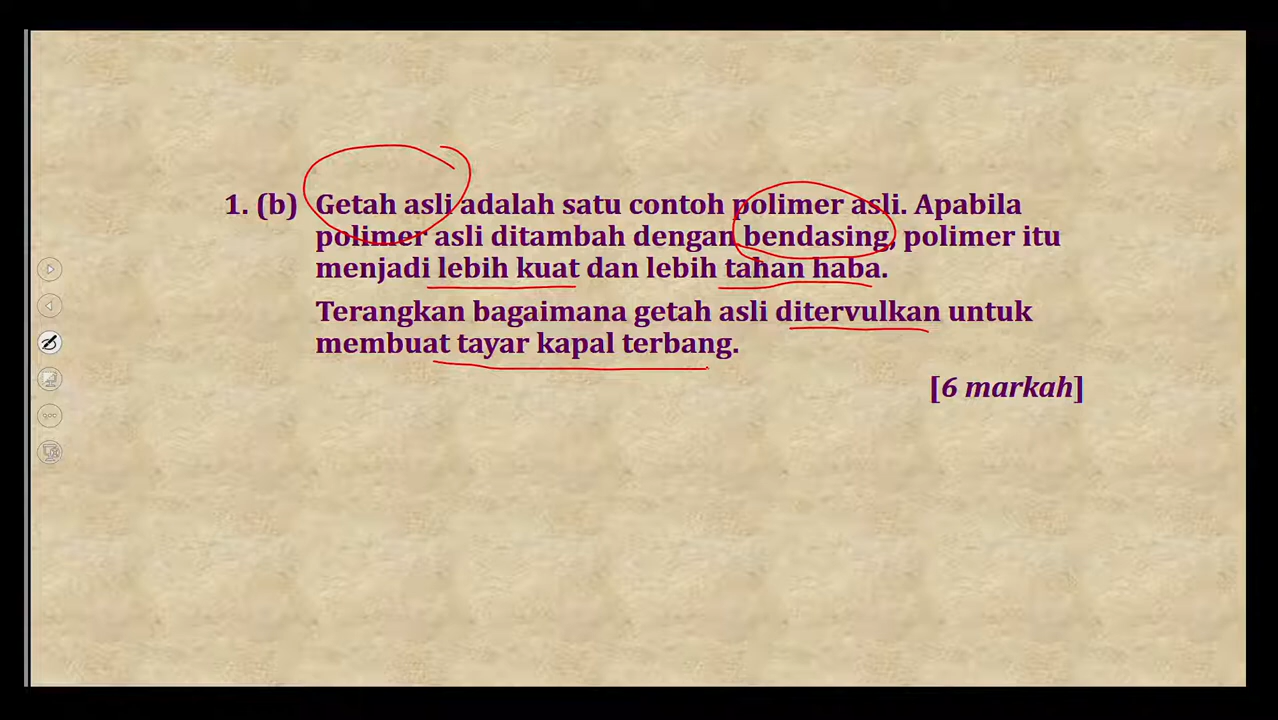 1. (b) Getah asli adalah satu contoh polimer asli. Apabila
polimer asli ditambah dengan bendasing, polimer itu
menjadi lebih kuat dan lebih tahan haba.
Terangkan bagaimana getah asli ditervulkan untuk
membuat tayar kapal terbang.
[6 markah]